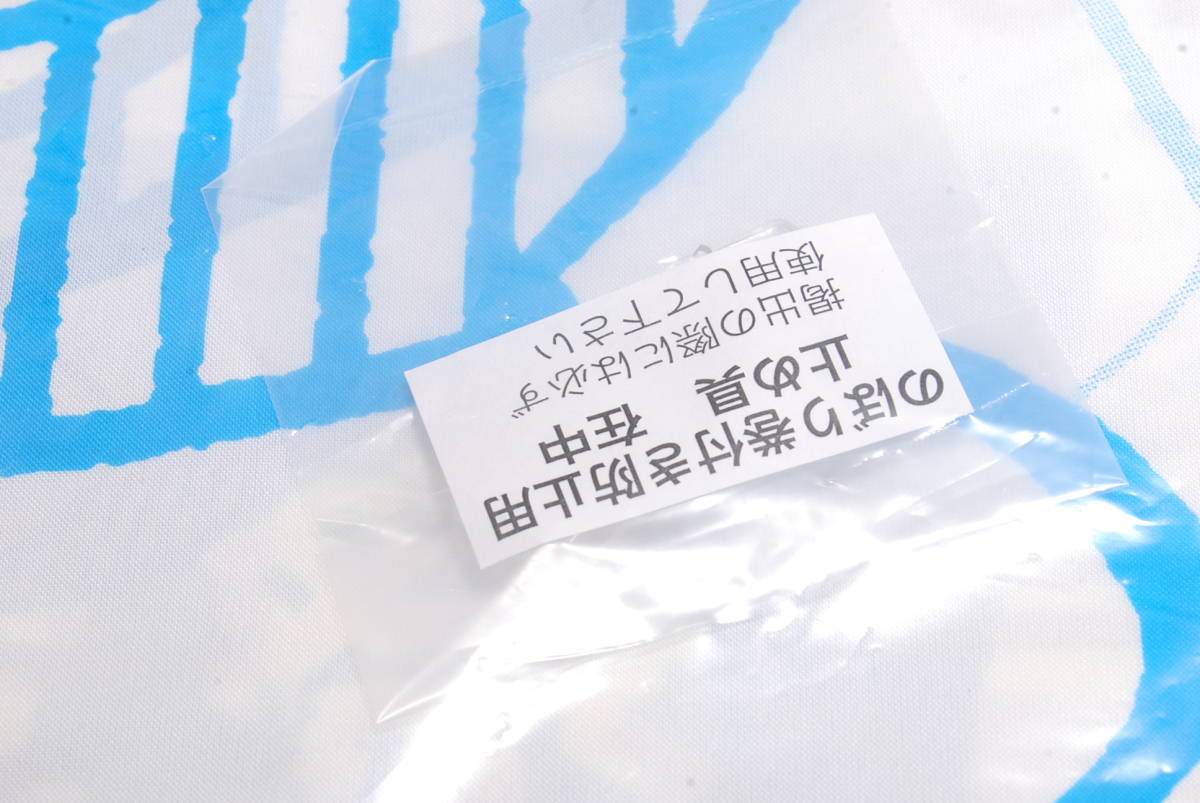 のぼり巻付き防止用
止め具　在中
掲出の際には必ず
使用して下さい